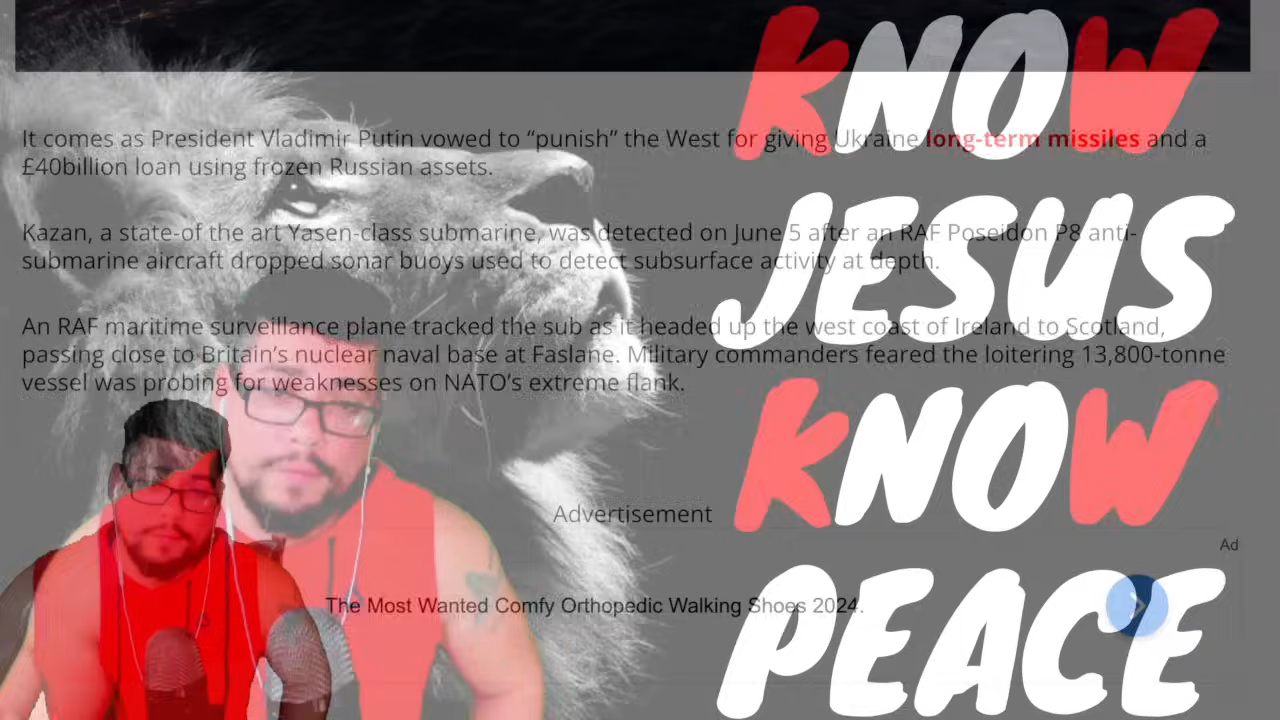 KNOW
JESUS
KNOW
PEACE
It comes as President Vladimir Putin vowed to “punish” the West for giving Ukraine long-term missiles and a
£40billion loan using frozen Russian assets.
Kazan, a state-of the art Yasen-class submarine, was detected on June 5 after an RAF Poseidon P8 anti-
submarine aircraft dropped sonar buoys used to detect subsurface activity at depth.
An RAF maritime surveillance plane tracked the sub as it headed up the west coast of Ireland to Scotland,
passing close to Britain’s nuclear naval base at Faslane. Military commanders feared the loitering 13,800-tonne
vessel was probing for weaknesses on NATO’s extreme flank.
Advertisement
Ad
The Most Wanted Comfy Orthopedic Walking Shoes 2024.